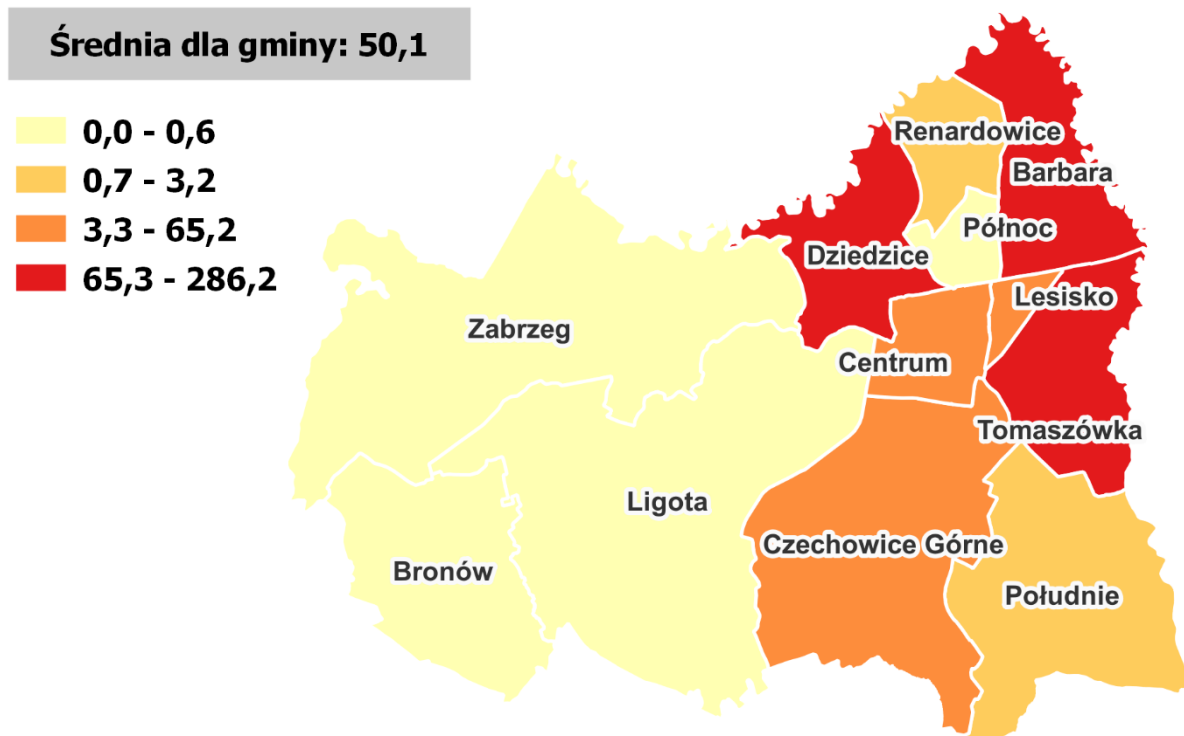 Średnia dla gminy: 50,1
0,0 - 0,6
0,7 - 3,2
3,3 - 65,2
65,3 - 286,2
Renardowice
Barbara
Północ
Dziedzice
Lesisko
Zabrzeg
Centrum
Tomaszówka
Ligota
Czechowice Górne
Bronów
Południe